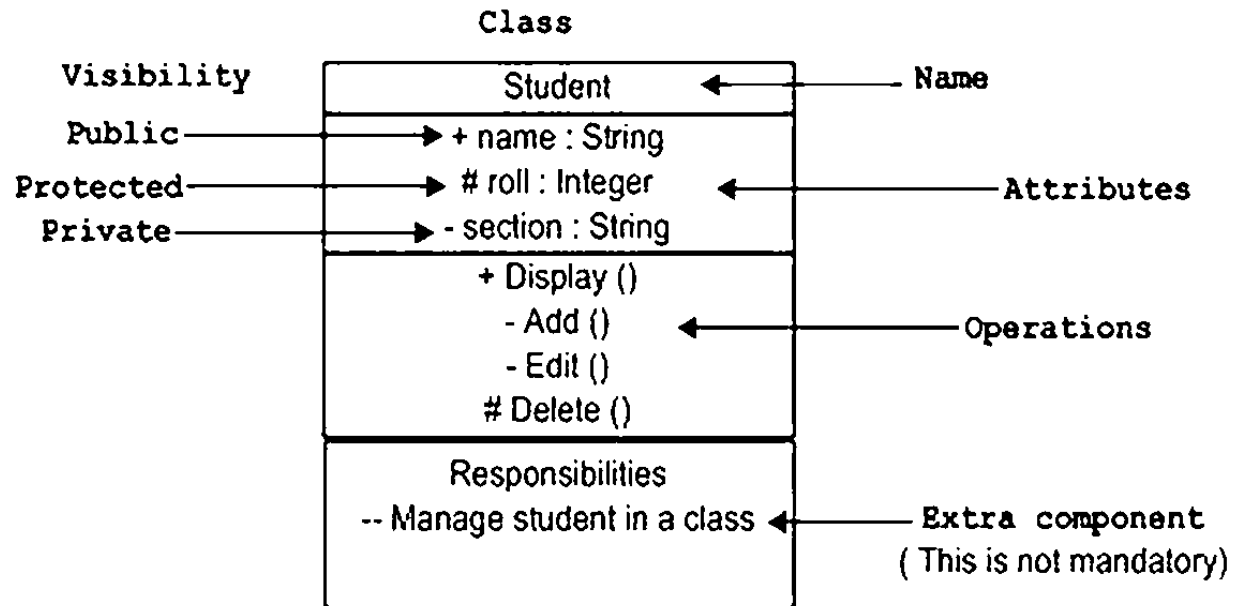 Class
Visibility
Student
Name
Public
+ name : String
Protected
# roll : Integer
Attributes
Private
- section : String
+ Display ()
- Add ()
Operations
- Edit ()
# Delete ()
Responsibilities
-- Manage student in a class
Extra component
( This is not mandatory)